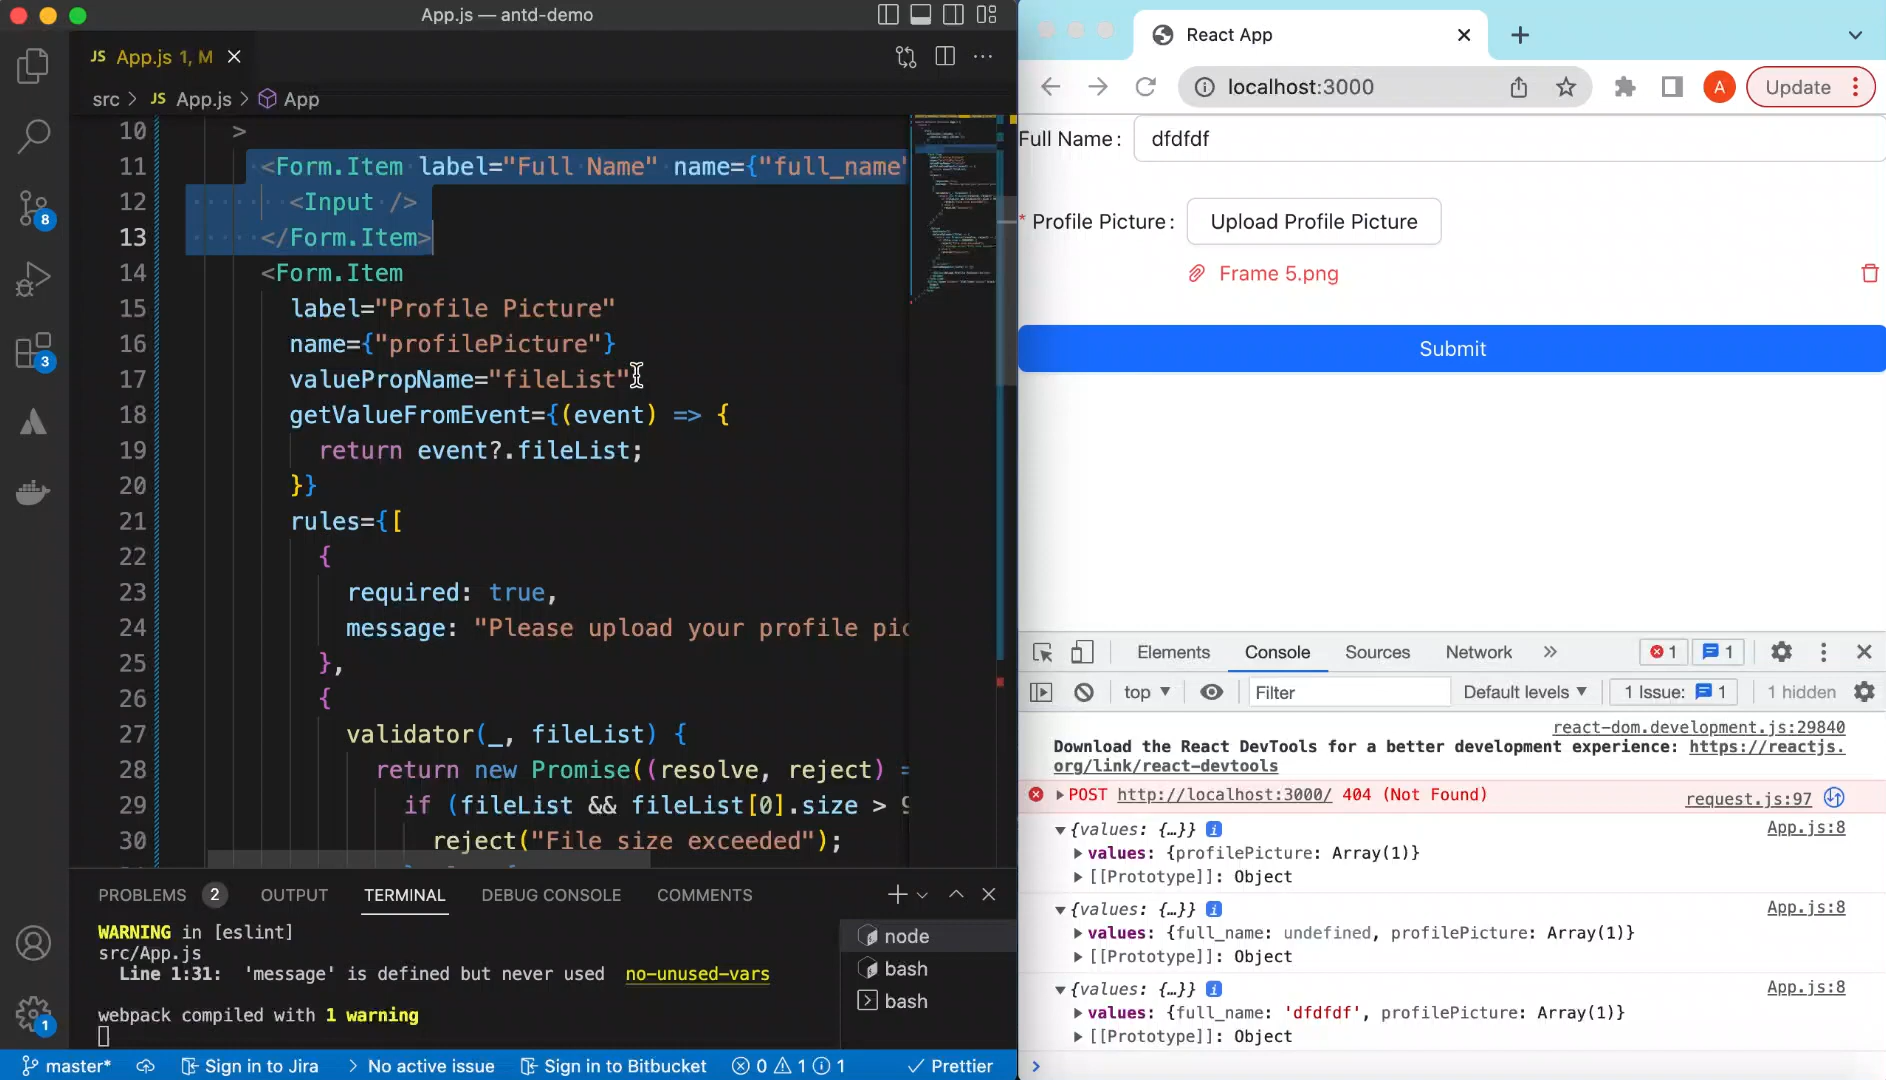 App.js — antd-demo
JS App.js 1, M
src > JS App.js > App
10 >
11 <Form.Item label="Full Name" name={"full_name"
12 <Input />
13 </Form.Item>
14 <Form.Item
15 label="Profile Picture"
16 name={"profilePicture"}
17 valuePropName="fileList"
18 getValueFromEvent={(event) => {
19 return event?.fileList;
20 }}
21 rules={[
22 {
23 required: true,
24 message: "Please upload your profile pic
25 },
26 {
27 validator(_, fileList) {
28 return new Promise((resolve, reject) =
29 if (fileList && fileList[0].size > 9
30 reject("File size exceeded");
8
3
1
PROBLEMS 2 OUTPUT TERMINAL DEBUG CONSOLE COMMENTS
WARNING in [eslint]
src/App.js
Line 1:31: 'message' is defined but never used no-unused-vars
webpack compiled with 1 warning
node
bash
bash
master* Sign in to Jira No active issue Sign in to Bitbucket 0 1 1 Prettier
React App
localhost:3000
A Update
Full Name : dfdfdf
* Profile Picture : Upload Profile Picture
Frame 5.png
Submit
Elements Console Sources Network » 1 1
top Filter Default levels 1 Issue: 1 1 hidden
react-dom.development.js:29840
Download the React DevTools for a better development experience: https://reactjs.
org/link/react-devtools
POST http://localhost:3000/ 404 (Not Found) request.js:97
{values: {…}} App.js:8
values: {profilePicture: Array(1)}
[[Prototype]]: Object
{values: {…}} App.js:8
values: {full_name: undefined, profilePicture: Array(1)}
[[Prototype]]: Object
{values: {…}} App.js:8
values: {full_name: 'dfdfdf', profilePicture: Array(1)}
[[Prototype]]: Object
>